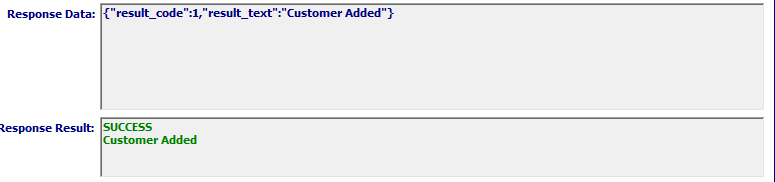 Response Data: {"result_code":1,"result_text":"Customer Added"}
Response Result: SUCCESS
Customer Added